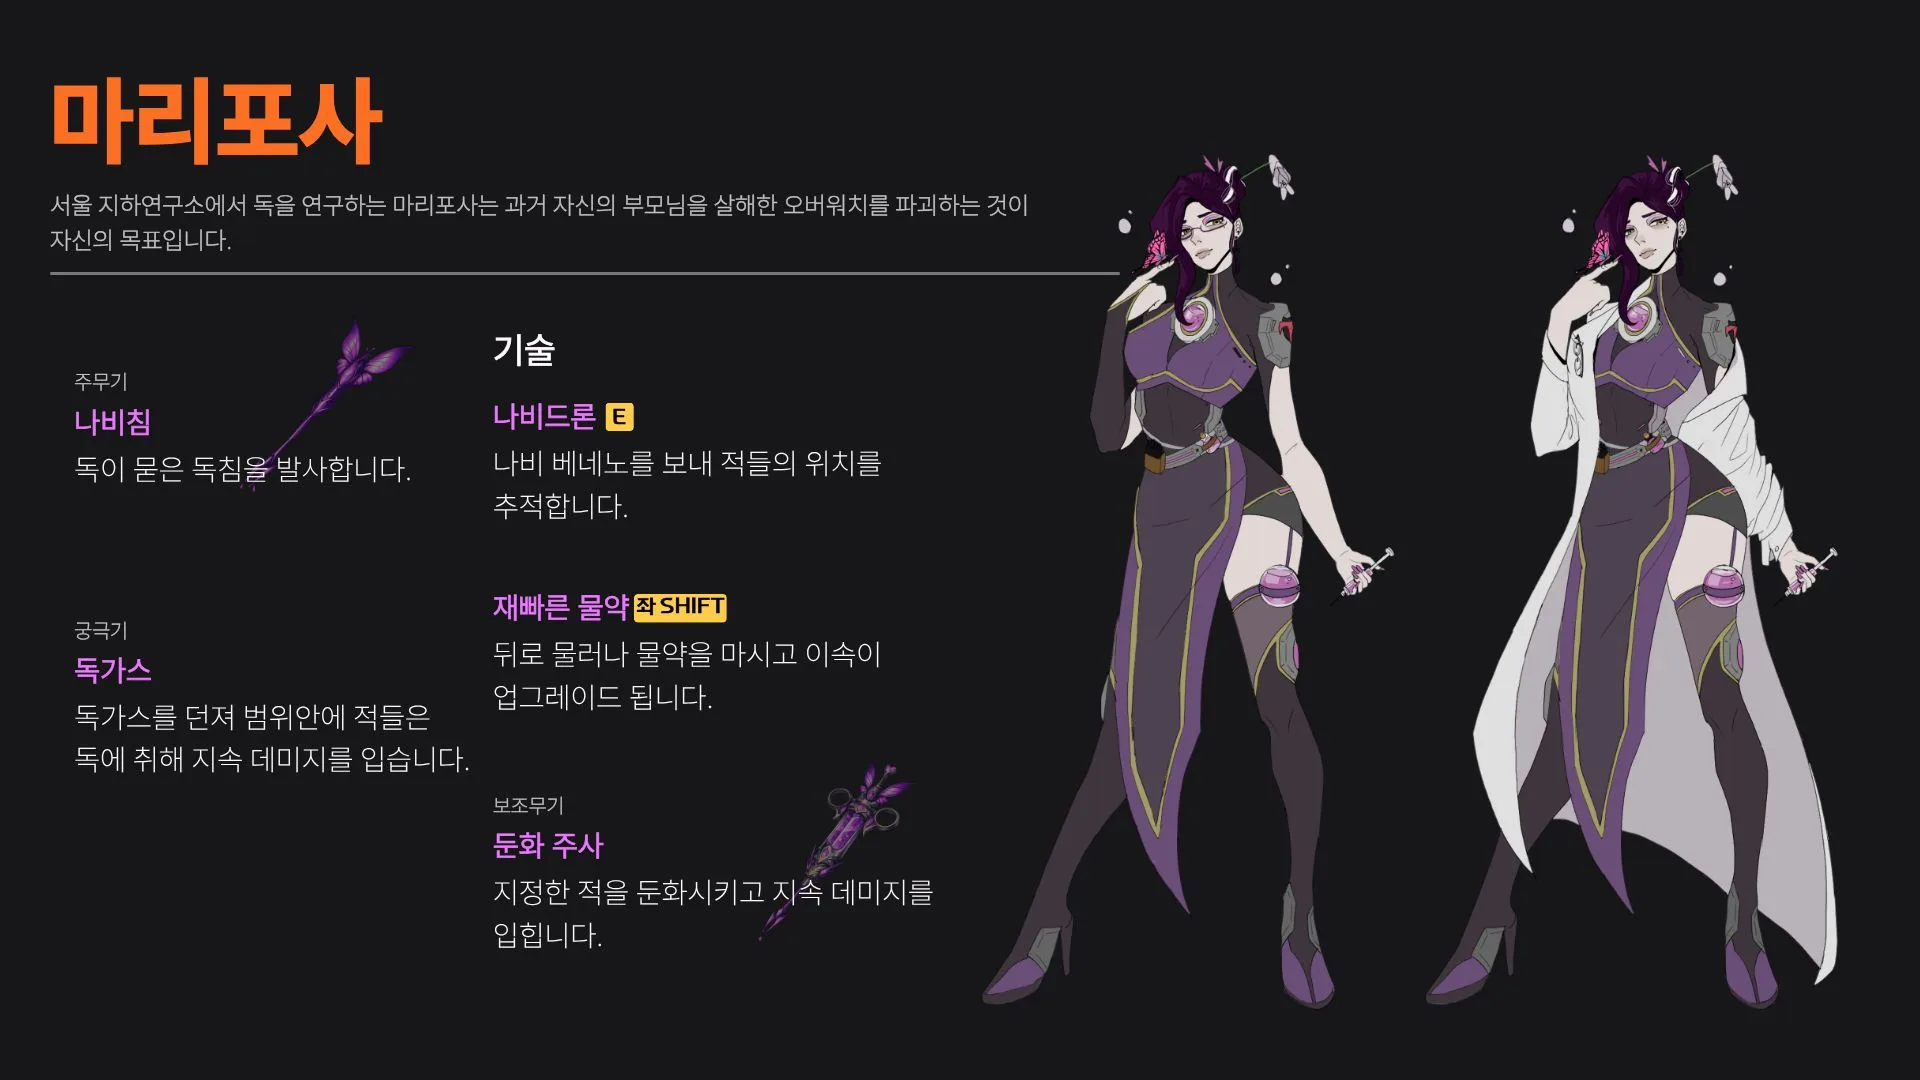 마리포사
서울 지하연구소에서 독을 연구하는 마리포사는 과거 자신의 부모님을 살해한 오버워치를 파괴하는 것이
자신의 목표입니다.
주무기
나비침
독이 묻은 독침을 발사합니다.
궁극기
독가스
독가스를 던져 범위안에 적들은
독에 취해 지속 데미지를 입습니다.
기술
나비드론 E
나비 베네노를 보내 적들의 위치를
추적합니다.
재빠른 물약 좌 SHIFT
뒤로 물러나 물약을 마시고 이속이
업그레이드 됩니다.
보조무기
둔화 주사
지정한 적을 둔화시키고 지속 데미지를
입힙니다.